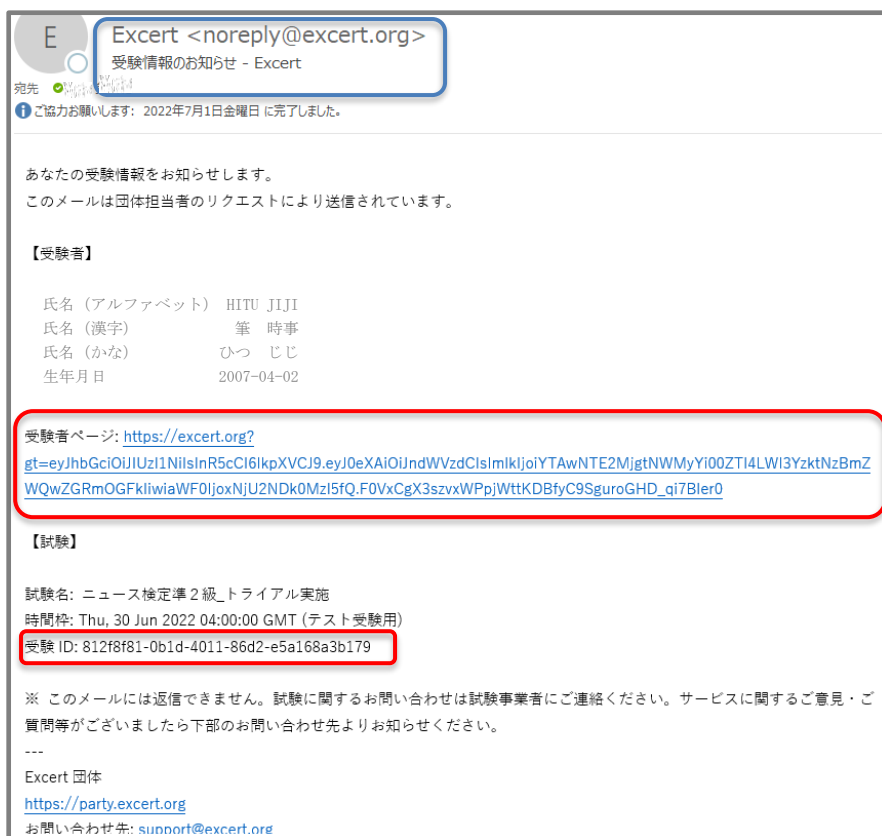 E
Excert <noreply@excert.org>
受験情報のお知らせ - Excert
宛先
ご協力お願いします: 2022年7月1日金曜日 に完了しました。
あなたの受験情報をお知らせします。
このメールは団体担当者のリクエストにより送信されています。
【受験者】
氏名（アルファベット） HITU JIJI
氏名（漢字） 筆　時事
氏名（かな） ひつ　じじ
生年月日 2007-04-02
受験者ページ: https://excert.org?
gt=eyJhbGciOiJIUzI1NiIsInR5cCI6IkpXVCJ9.eyJ0eXAiOiJndWVzdCIsImlkIjoiYTAwNTE2MjgtNWMyYi00ZTI4LWI3YzktNzBmZ
WQwZGRmOGFkIiwiaWF0IjoxNjU2NDk0MzI5fQ.F0VxCgX3szvxWPpjWttKDBfyC9SguroGHD_qi7BIer0
【試験】
試験名: ニュース検定準２級_トライアル実施
時間枠: Thu, 30 Jun 2022 04:00:00 GMT (テスト受験用)
受験 ID: 812f8f81-0b1d-4011-86d2-e5a168a3b179
※ このメールには返信できません。試験に関するお問い合わせは試験事業者にご連絡ください。サービスに関するご意見・ご
質問等がございましたら下部のお問い合わせ先よりお知らせください。
---
Excert 団体
https://party.excert.org
お問い合わせ先: support@excert.org